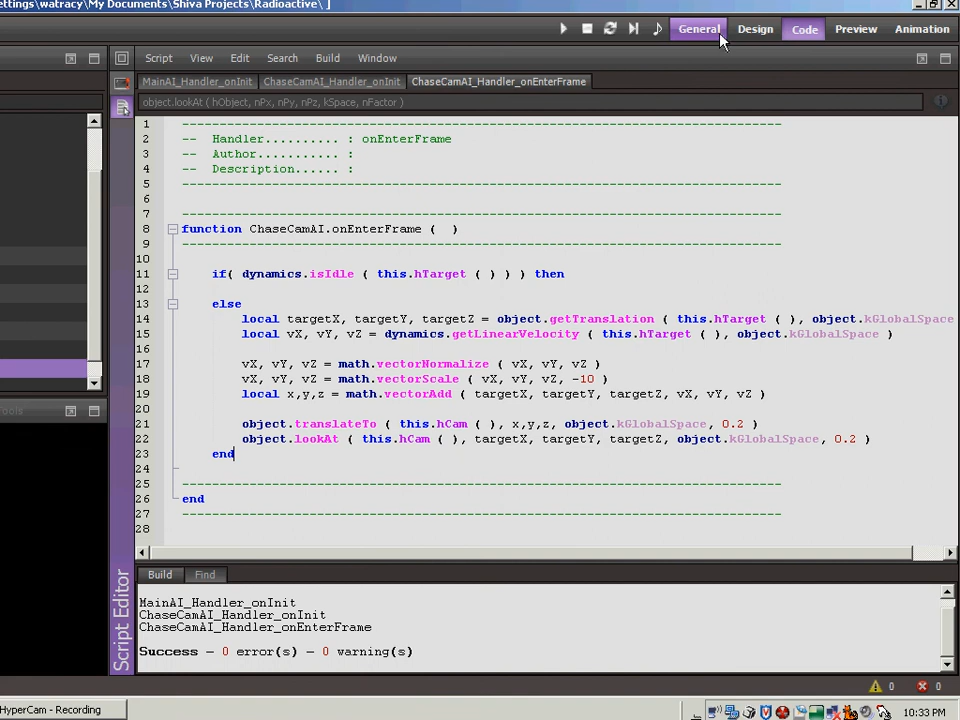 ettings\watracy\My Documents\Shiva Projects\Radioactive\ ]
General Design Code Preview Animation
Script View Edit Search Build Window
MainAI_Handler_onInit ChaseCamAI_Handler_onInit ChaseCamAI_Handler_onEnterFrame
object.lookAt ( hObject, nPx, nPy, nPz, kSpace, nFactor )
1 --------------------------------------------------------------------------------
2 -- Handler.......... : onEnterFrame
3 -- Author........... :
4 -- Description...... :
5 --------------------------------------------------------------------------------
6
7 --------------------------------------------------------------------------------
8 function ChaseCamAI.onEnterFrame ( )
9 --------------------------------------------------------------------------------
10
11 if( dynamics.isIdle ( this.hTarget ( ) ) ) then
12
13 else
14 local targetX, targetY, targetZ = object.getTranslation ( this.hTarget ( ), object.kGlobalSpace
15 local vX, vY, vZ = dynamics.getLinearVelocity ( this.hTarget ( ), object.kGlobalSpace )
16
17 vX, vY, vZ = math.vectorNormalize ( vX, vY, vZ )
18 vX, vY, vZ = math.vectorScale ( vX, vY, vZ, -10 )
19 local x,y,z = math.vectorAdd ( targetX, targetY, targetZ, vX, vY, vZ )
20
21 object.translateTo ( this.hCam ( ), x,y,z, object.kGlobalSpace, 0.2 )
22 object.lookAt ( this.hCam ( ), targetX, targetY, targetZ, object.kGlobalSpace, 0.2 )
23 end
24
25 --------------------------------------------------------------------------------
26 end
27 --------------------------------------------------------------------------------
28
Tools
Script Editor
Build Find
MainAI_Handler_onInit
ChaseCamAI_Handler_onInit
ChaseCamAI_Handler_onEnterFrame
Success - 0 error(s) - 0 warning(s)
0 0
HyperCam - Recording
10:33 PM